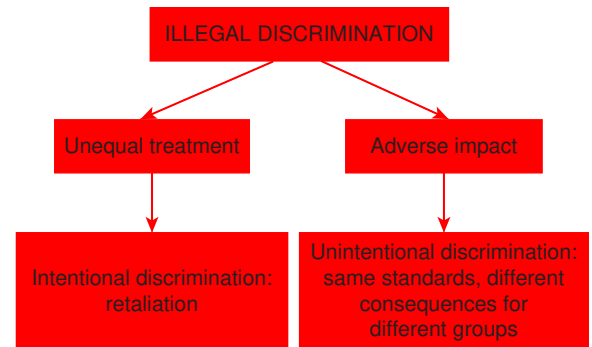 ILLEGAL DISCRIMINATION
Unequal treatment
Adverse impact
Intentional discrimination:
retaliation
Unintentional discrimination:
same standards, different
consequences for
different groups